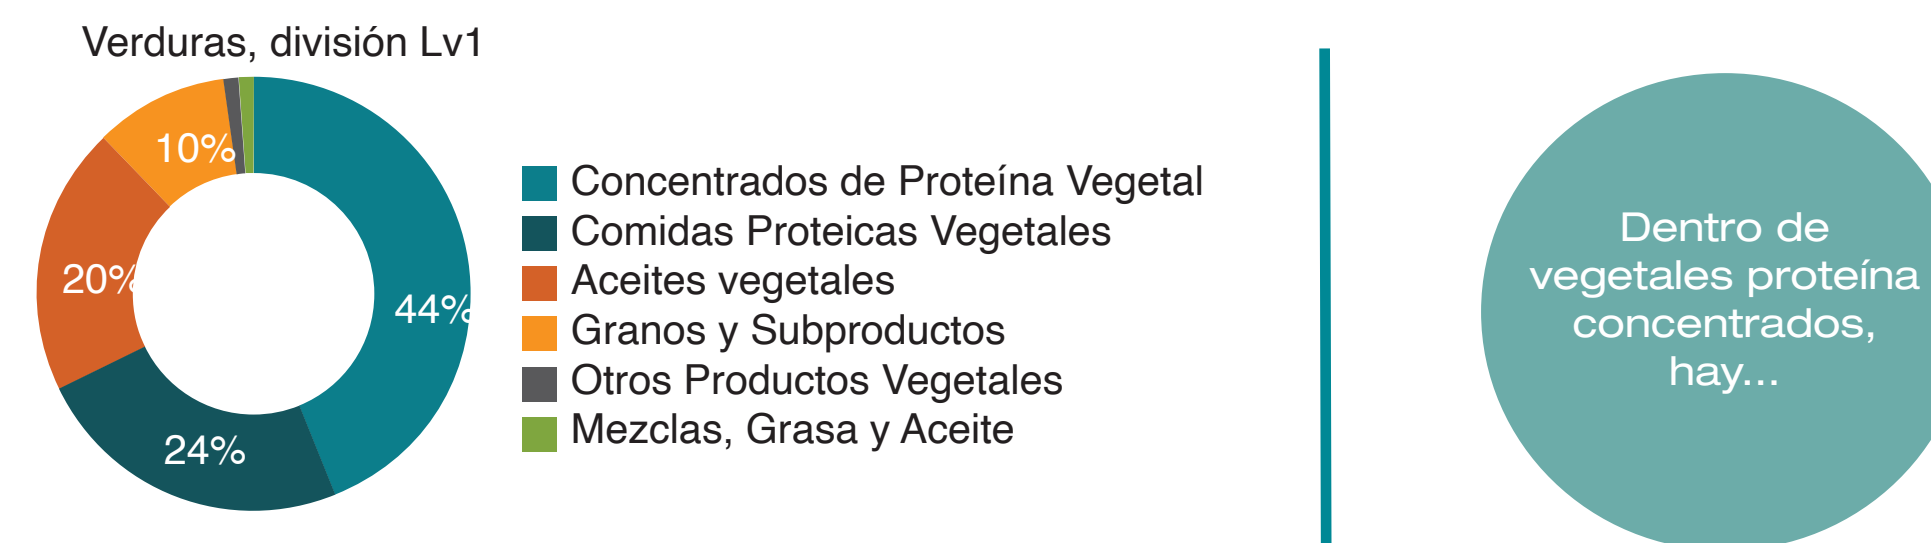 Verduras, división Lv1
10%
20%
44%
24%
Concentrados de Proteína Vegetal
Comidas Proteicas Vegetales
Aceites vegetales
Granos y Subproductos
Otros Productos Vegetales
Mezclas, Grasa y Aceite
Dentro de
vegetales proteína
concentrados,
hay...